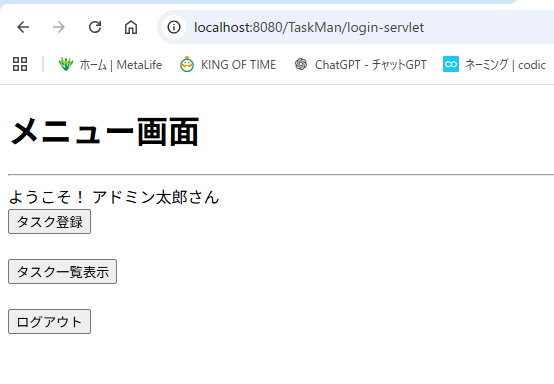 localhost:8080/TaskMan/login-servlet
ホーム | MetaLife KING OF TIME ChatGPT - チャットGPT ネーミング | codic
メニュー画面
ようこそ！ アドミン太郎さん
タスク登録
タスク一覧表示
ログアウト